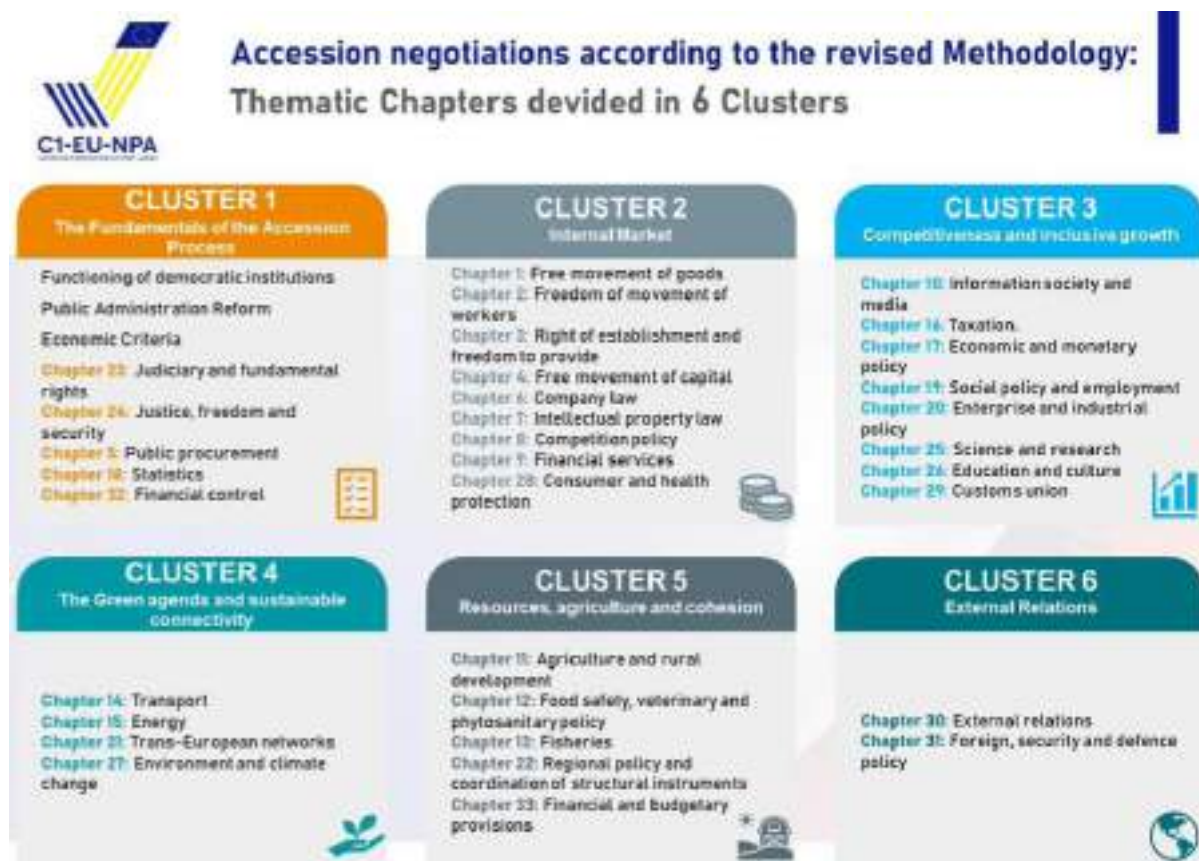 Accession negotiations according to the revised Methodology:
Thematic Chapters devided in 6 Clusters
C1-EU-NPA
CLUSTER 1
The Fundamentals of the Accession
Process
Functioning of democratic institutions
Public Administration Reform
Economic Criteria
Chapter 23: Judiciary and fundamental
rights
Chapter 24: Justice, freedom and
security
Chapter 5: Public procurement
Chapter 18: Statistics
Chapter 32: Financial control
CLUSTER 2
Internal Market
Chapter 1: Free movement of goods
Chapter 2: Freedom of movement of
workers
Chapter 3: Right of establishment and
freedom to provide
Chapter 4: Free movement of capital
Chapter 6: Company law
Chapter 7: Intellectual property law
Chapter 8: Competition policy
Chapter 9: Financial services
Chapter 28: Consumer and health
protection
CLUSTER 3
Competitiveness and inclusive growth
Chapter 10: Information society and
media
Chapter 16: Taxation.
Chapter 17: Economic and monetary
policy
Chapter 19: Social policy and employment
Chapter 20: Enterprise and industrial
policy
Chapter 25: Science and research
Chapter 26: Education and culture
Chapter 29: Customs union
CLUSTER 4
The Green agenda and sustainable
connectivity
Chapter 14: Transport
Chapter 15: Energy
Chapter 21: Trans-European networks
Chapter 27: Environment and climate
change
CLUSTER 5
Resources, agriculture and cohesion
Chapter 11: Agriculture and rural
development
Chapter 12: Food safety, veterinary and
phytosanitary policy
Chapter 13: Fisheries
Chapter 22: Regional policy and
coordination of structural instruments
Chapter 33: Financial and budgetary
provisions
CLUSTER 6
External Relations
Chapter 30: External relations
Chapter 31: Foreign, security and defence
policy